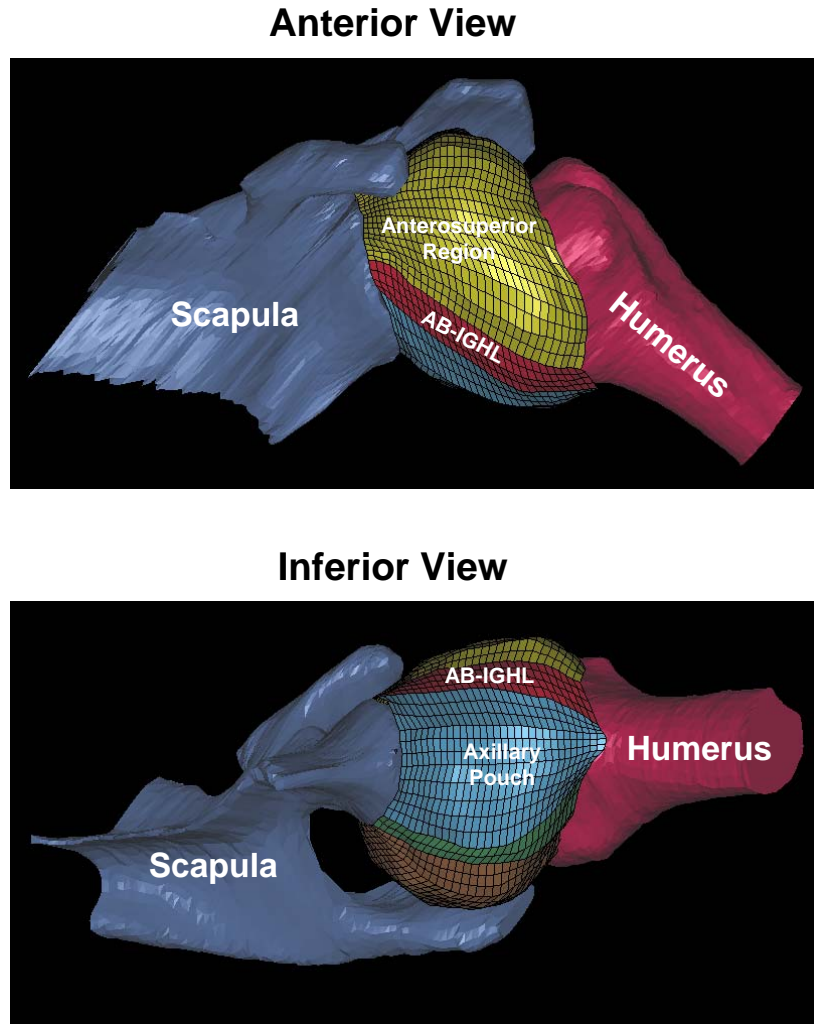 Anterior View
Anterosuperior
Region
Scapula
AB-IGHL
Humerus
Inferior View
AB-IGHL
Axillary
Pouch
Humerus
Scapula